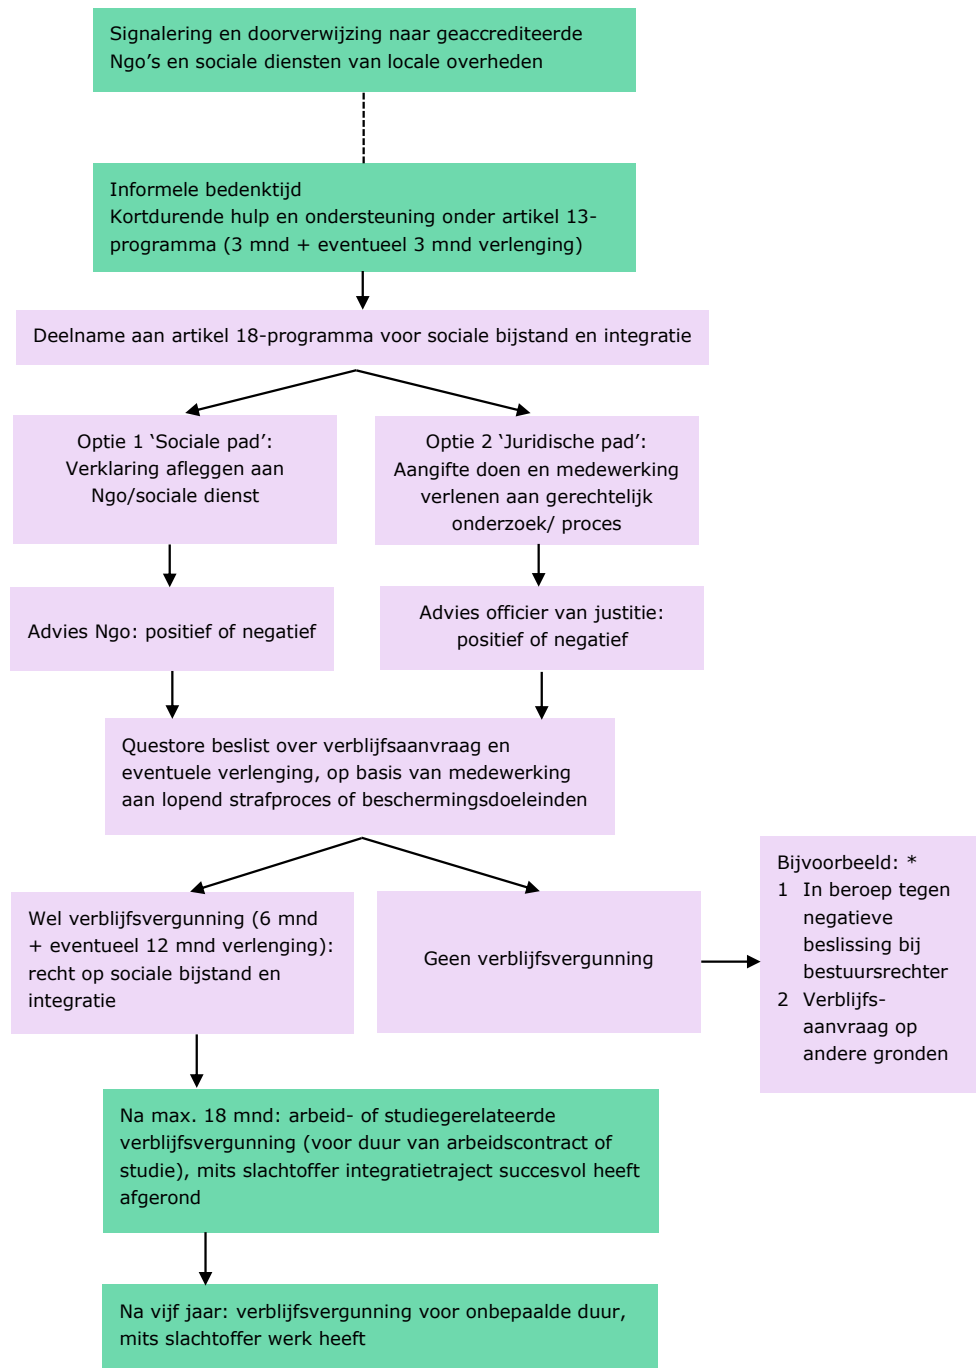 Signalering en doorverwijzing naar geaccrediteerde
Ngo’s en sociale diensten van locale overheden
Informele bedenktijd
Kortdurende hulp en ondersteuning onder artikel 13-
programma (3 mnd + eventueel 3 mnd verlenging)
Deelname aan artikel 18-programma voor sociale bijstand en integratie
Optie 1 ‘Sociale pad’:
Verklaring afleggen aan
Ngo/sociale dienst
Optie 2 ‘Juridische pad’:
Aangifte doen en medewerking
verlenen aan gerechtelijk
onderzoek/ proces
Advies Ngo: positief of negatief
Advies officier van justitie:
positief of negatief
Questore beslist over verblijfsaanvraag en
eventuele verlenging, op basis van medewerking
aan lopend strafproces of beschermingsdoeleinden
Wel verblijfsvergunning (6 mnd
+ eventueel 12 mnd verlenging):
recht op sociale bijstand en
integratie
Geen verblijfsvergunning
Bijvoorbeeld: *
1 In beroep tegen
negatieve
beslissing bij
bestuursrechter
2 Verblijfs-
aanvraag op
andere gronden
Na max. 18 mnd: arbeid- of studiegerelateerde
verblijfsvergunning (voor duur van arbeidscontract of
studie), mits slachtoffer integratietraject succesvol heeft
afgerond
Na vijf jaar: verblijfsvergunning voor onbepaalde duur,
mits slachtoffer werk heeft